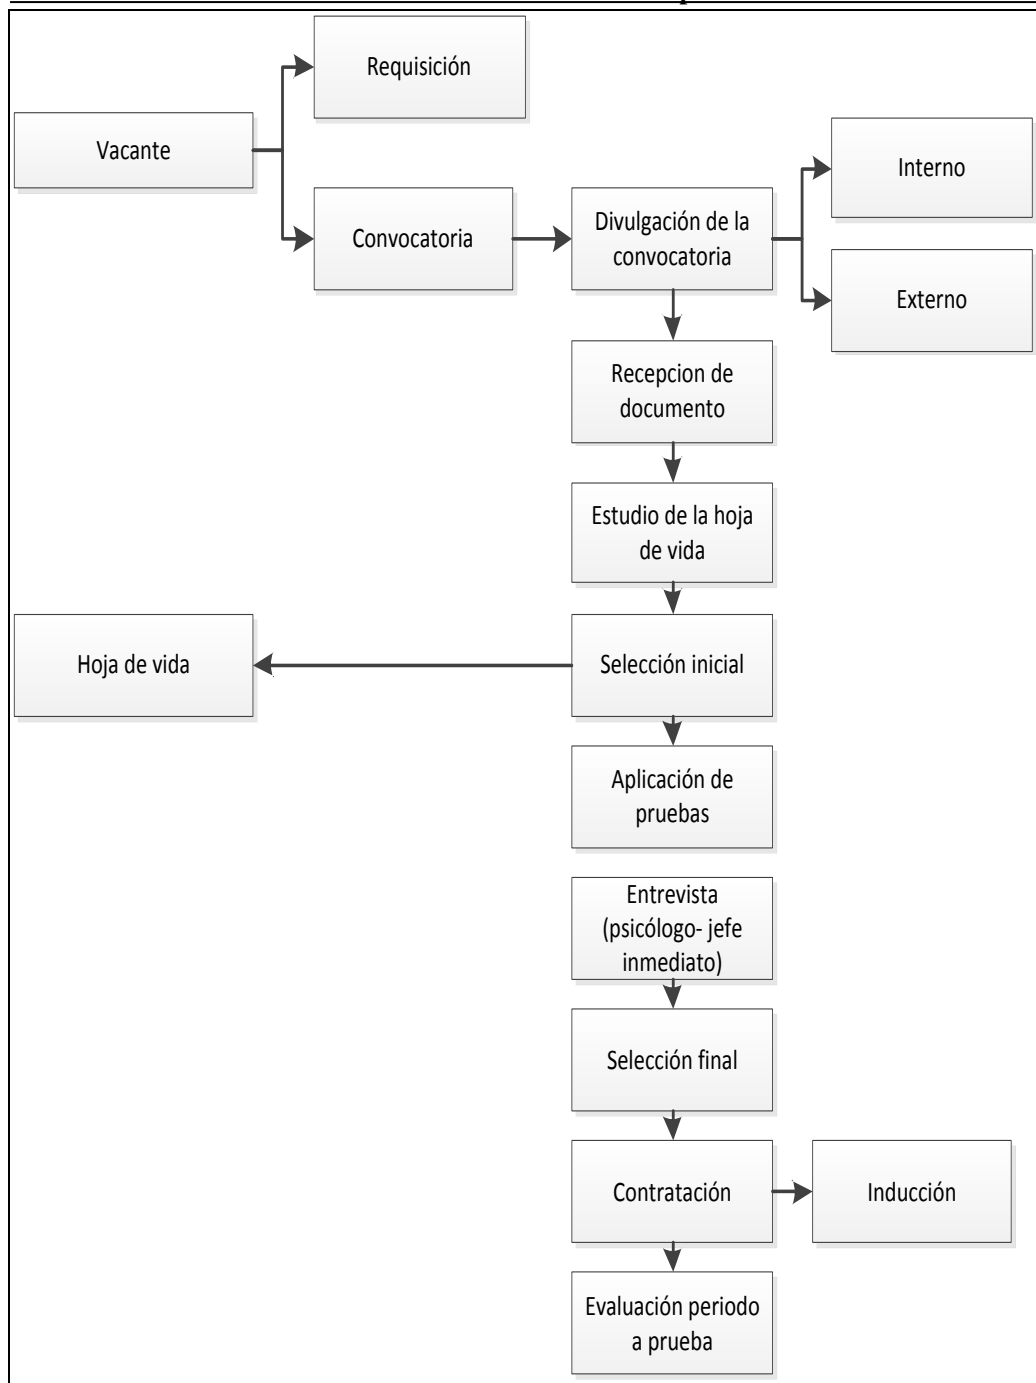 Requisición
Vacante
Interno
Convocatoria
Divulgación de la
convocatoria
Externo
Recepcion de
documento
Estudio de la hoja
de vida
Hoja de vida
Selección inicial
Aplicación de
pruebas
Entrevista
(psicólogo- jefe
inmediato)
Selección final
Contratación
Inducción
Evaluación periodo
a prueba